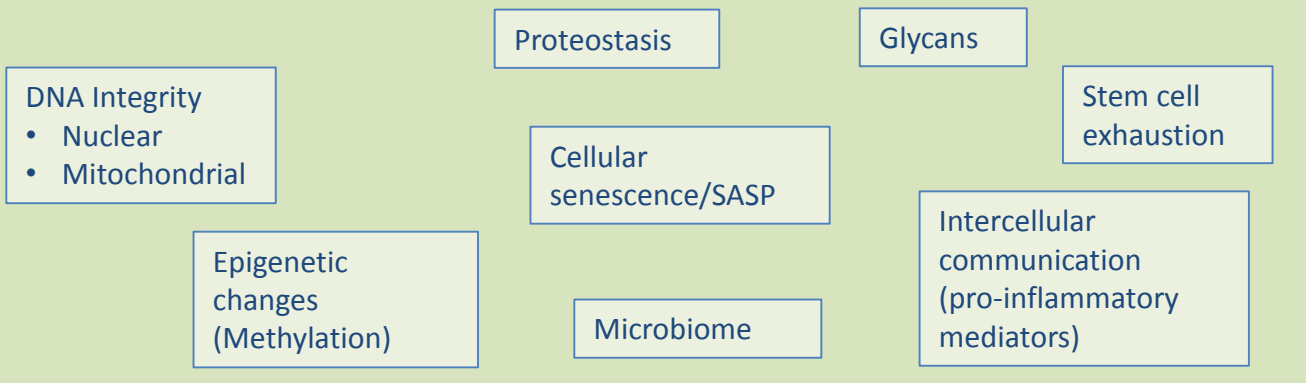 Proteostasis
Glycans
DNA Integrity
• Nuclear
• Mitochondrial
Stem cell
exhaustion
Cellular
senescence/SASP
Intercellular
communication
(pro-inflammatory
mediators)
Epigenetic
changes
(Methylation)
Microbiome